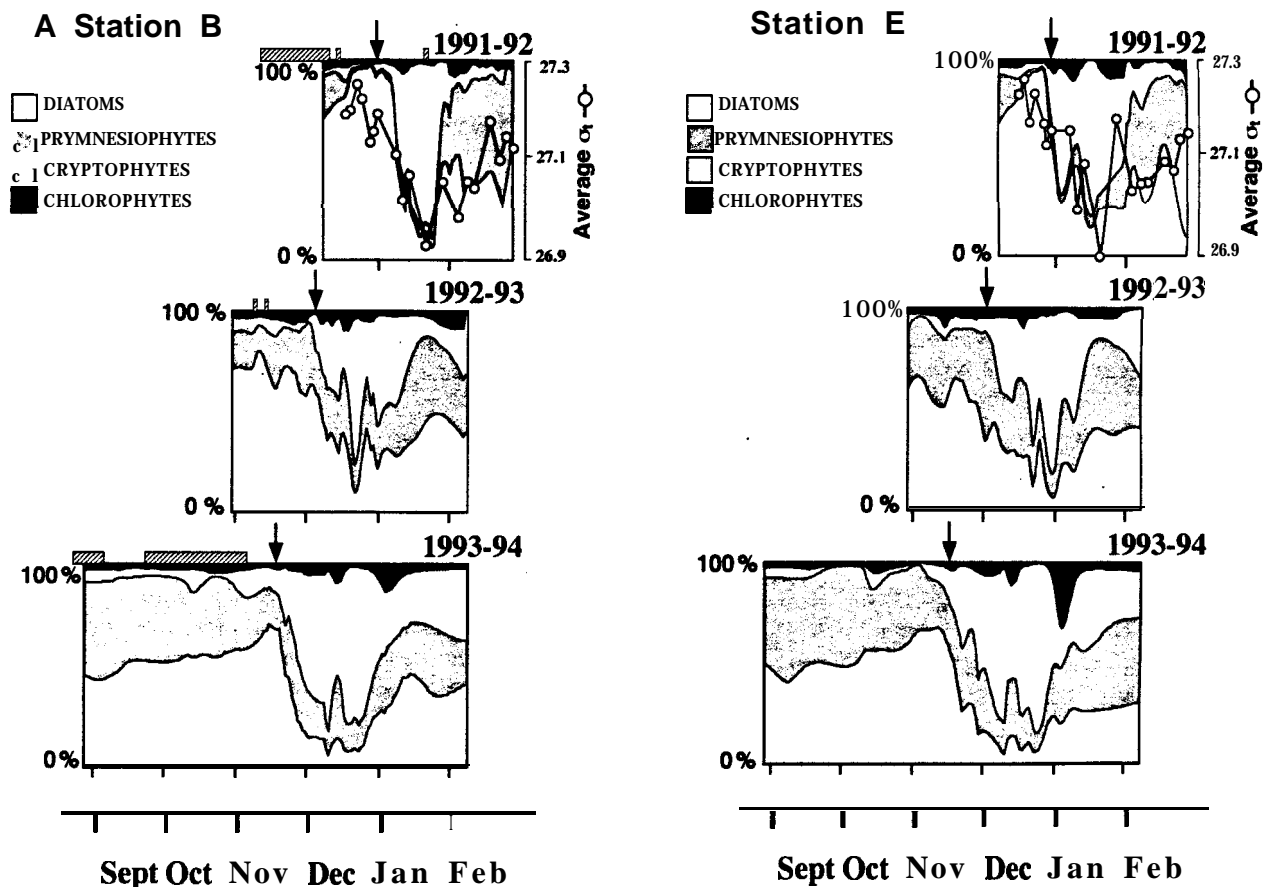 A Station B
1991-92
100 %
27.3
DIATOMS
PRYMNESIOPHYTES
CRYPTOPHYTES
CHLOROPHYTES
27.1
Average σt
0 %
26.9
1992-93
100 %
0 %
1993-94
100%
0 %
Sept Oct Nov Dec Jan Feb
Station E
1991-92
100%
27.3
DIATOMS
PRYMNESIOPHYTES
CRYPTOPHYTES
CHLOROPHYTES
27.1
Average σt
0 %
26.9
1992-93
100%
0 %
1993-94
100%
0 %
Sept Oct Nov Dec Jan Feb